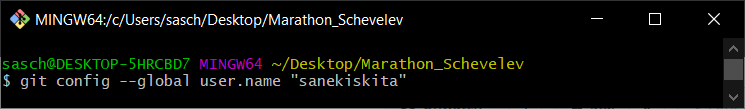 MINGW64:/c/Users/sasch/Desktop/Marathon_Schevelev
sasch@DESKTOP-5HRCBD7 MINGW64 ~/Desktop/Marathon_Schevelev
$ git config --global user.name "sanekiskita"